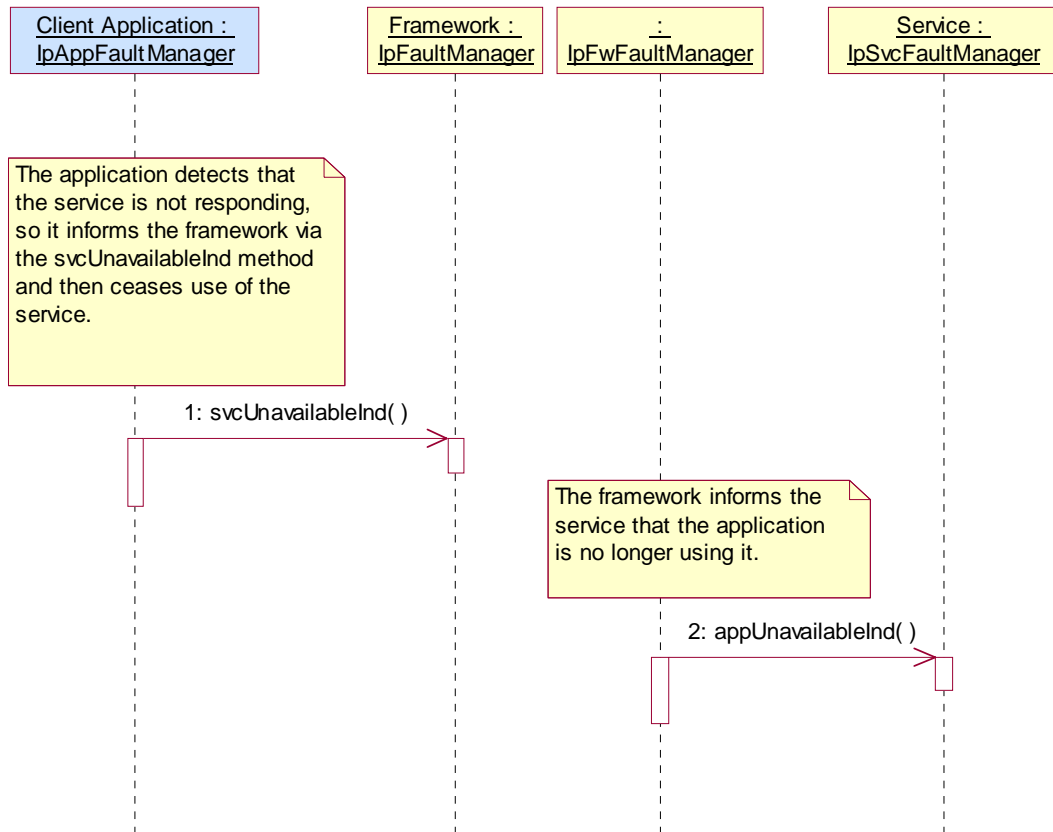 Client Application :
IpAppFaultManager
Framework :
IpFaultManager
:
IpFwFaultManager
Service :
IpSvcFaultManager
The application detects that
the service is not responding,
so it informs the framework via
the svcUnavailableInd method
and then ceases use of the
service.
1: svcUnavailableInd( )
The framework informs the
service that the application
is no longer using it.
2: appUnavailableInd( )